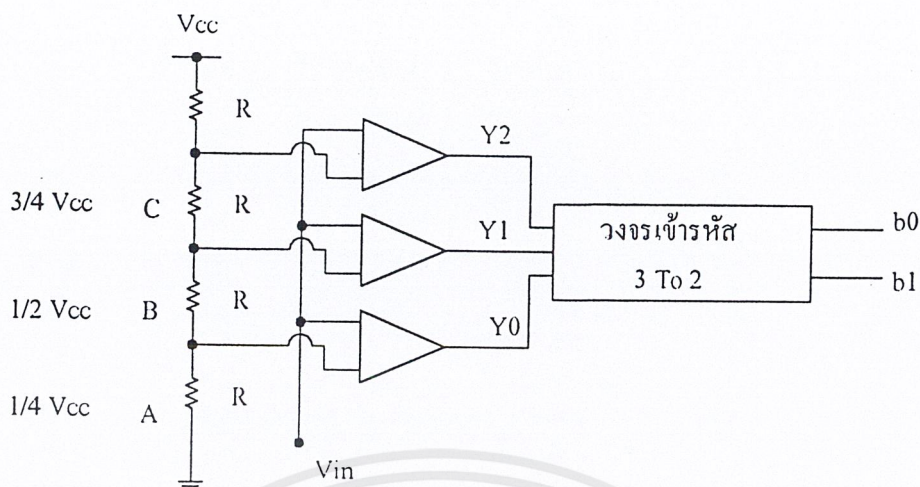 Vcc
R
Y2
3/4 Vcc C R
Y1
วงจรเข้ารหัส
3 To 2
b0
b1
1/2 Vcc B R
Y0
1/4 Vcc A R
Vin